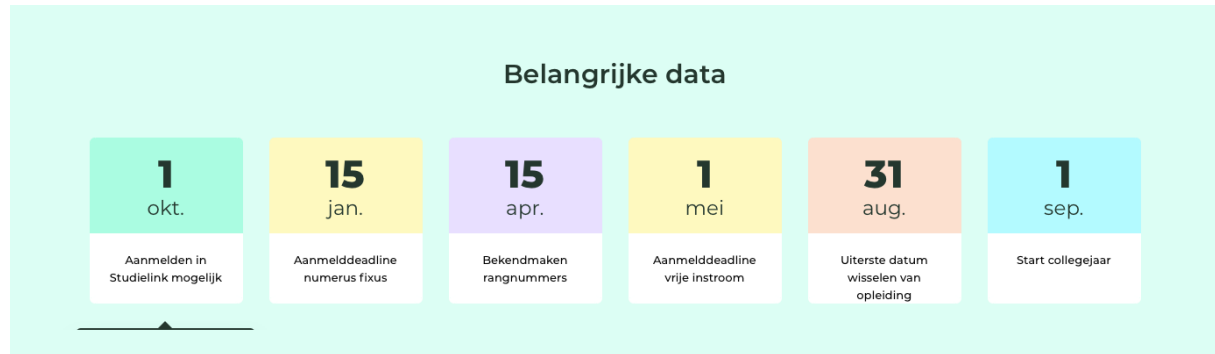 Belangrijke data
1
okt.
Aanmelden in
Studielink mogelijk
15
jan.
Aanmelddeadline
numerus fixus
15
apr.
Bekendmaken
rangnummers
1
mei
Aanmelddeadline
vrije instroom
31
aug.
Uiterste datum
wisselen van
opleiding
1
sep.
Start collegejaar